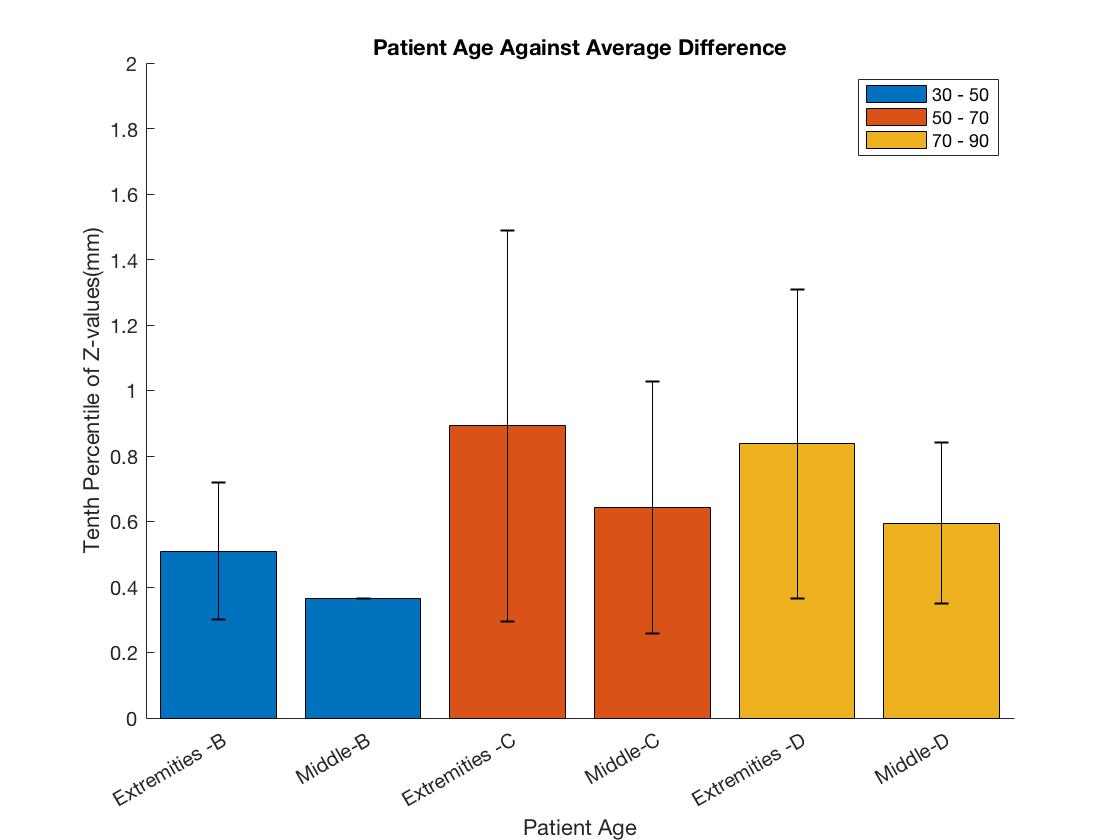 Patient Age Against Average Difference
30 - 50
50 - 70
70 - 90
Tenth Percentile of Z-values(mm)
2
1.8
1.6
1.4
1.2
1
0.8
0.6
0.4
0.2
0
Extremities -B
Middle-B
Extremities -C
Middle-C
Extremities -D
Middle-D
Patient Age